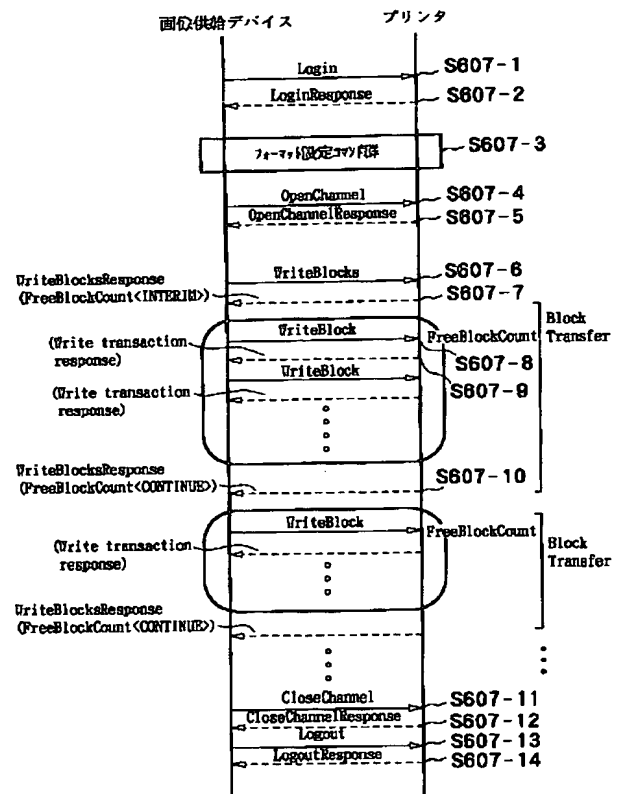 画像供給デバイス
プリンタ
Login
S607-1
LoginResponse
S607-2
フォーマット設定コマンド群
S607-3
OpenChannel
S607-4
OpenChannelResponse
S607-5
WriteBlocks
S607-6
WriteBlocksResponse
(FreeBlockCount<INTERIM>)
S607-7
Block
Transfer
WriteBlock
FreeBlockCount
(Write transaction
response)
S607-8
WriteBlock
S607-9
(Write transaction
response)
WriteBlocksResponse
(FreeBlockCount<CONTINUE>)
S607-10
WriteBlock
FreeBlockCount
(Write transaction
response)
Block
Transfer
WriteBlocksResponse
(FreeBlockCount<CONTINUE>)
CloseChannel
S607-11
CloseChannelResponse
S607-12
Logout
S607-13
LogoutResponse
S607-14